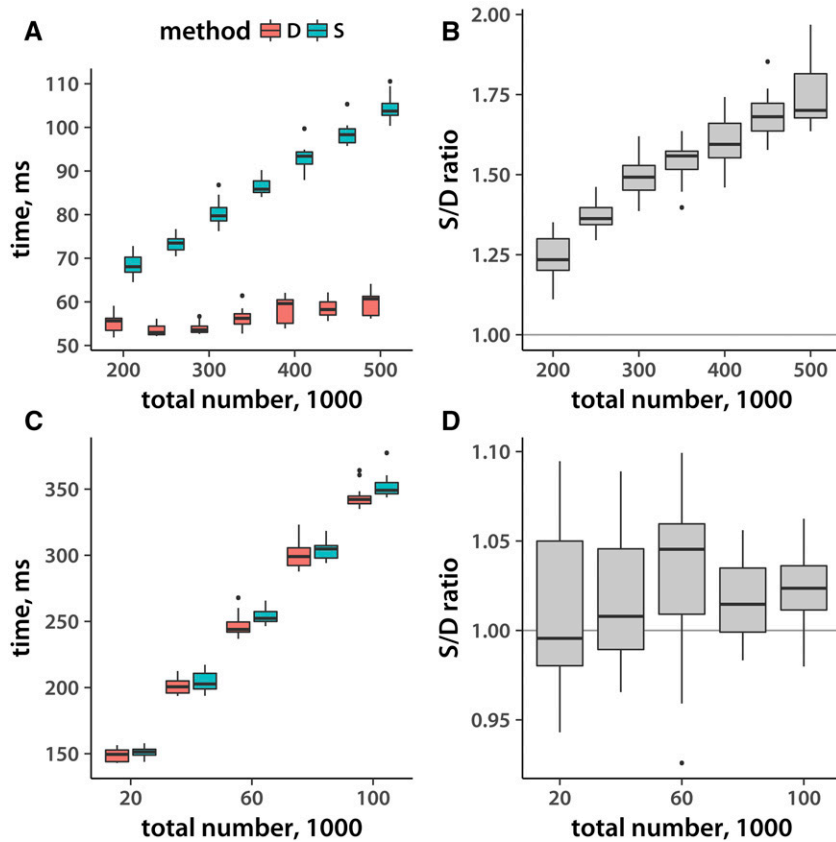 A
method D S
time, ms
110
100
90
80
70
60
50
200 300 400 500
total number, 1000
B
S/D ratio
2.00
1.75
1.50
1.25
1.00
200 300 400 500
total number, 1000
C
time, ms
350
300
250
200
150
20 60 100
total number, 1000
D
S/D ratio
1.10
1.05
1.00
0.95
20 60 100
total number, 1000